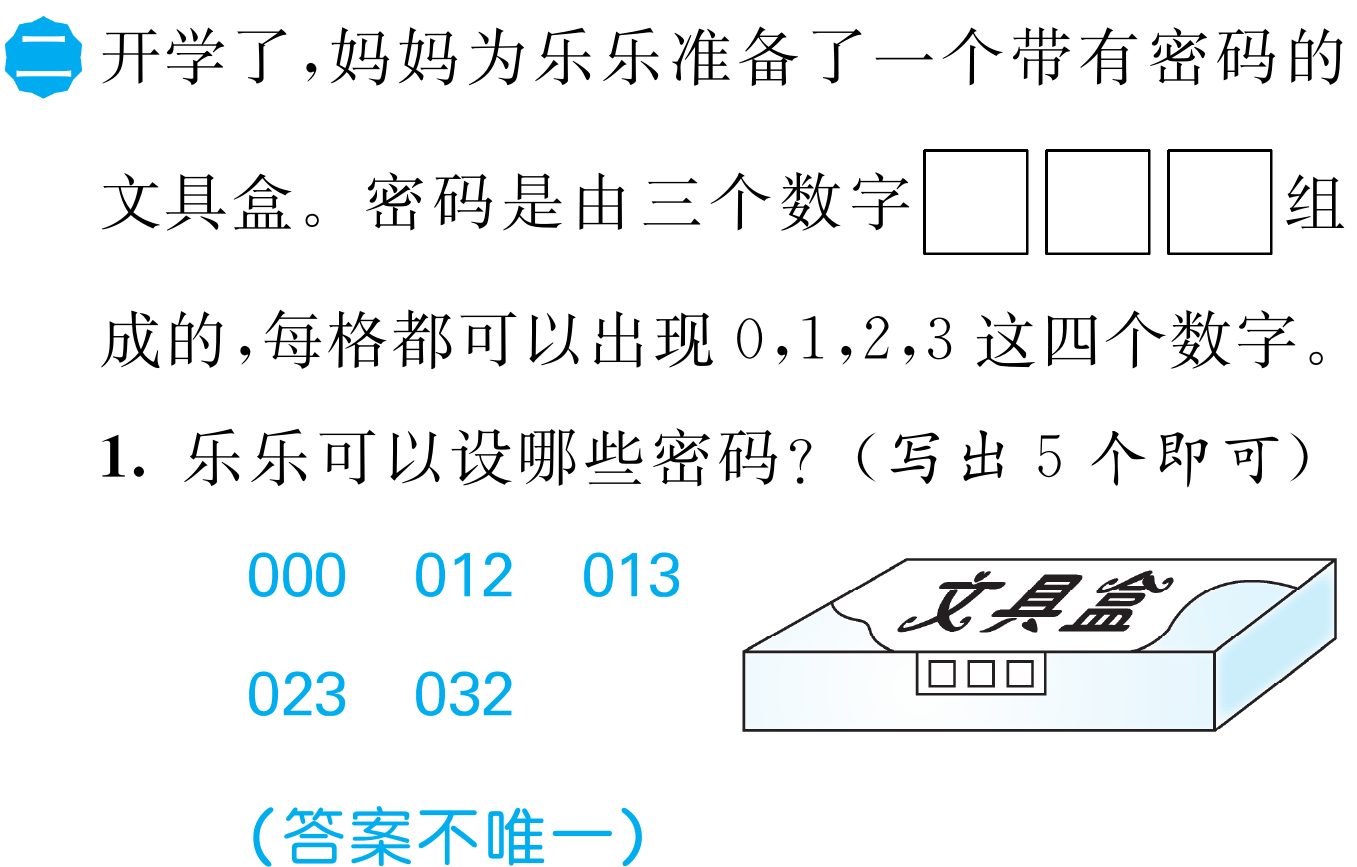 二 开学了,妈妈为乐乐准备了一个带有密码的
文具盒。密码是由三个数字□□□组
成的,每格都可以出现 0,1,2,3 这四个数字。
1. 乐乐可以设哪些密码?(写出 5 个即可)
000 012 013
文具盒
023 032
(答案不唯一)